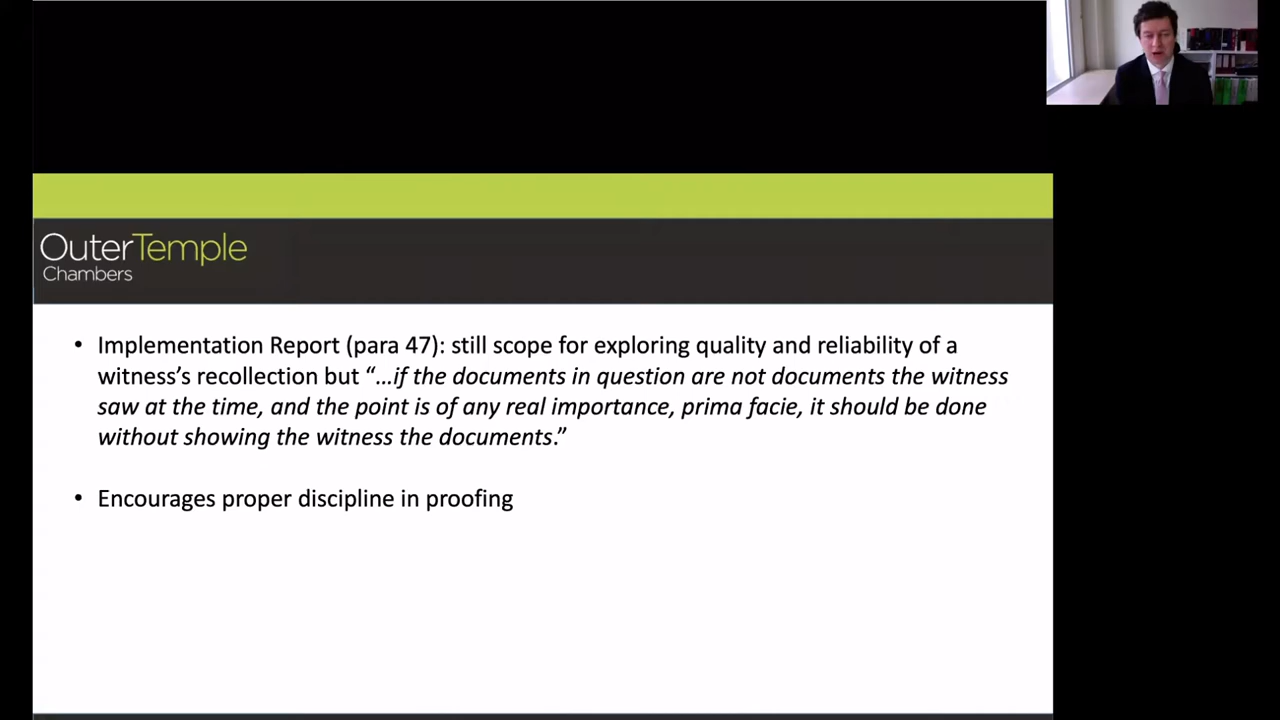 OuterTemple
Chambers
• Implementation Report (para 47): still scope for exploring quality and reliability of a
witness’s recollection but “…if the documents in question are not documents the witness
saw at the time, and the point is of any real importance, prima facie, it should be done
without showing the witness the documents.”
• Encourages proper discipline in proofing